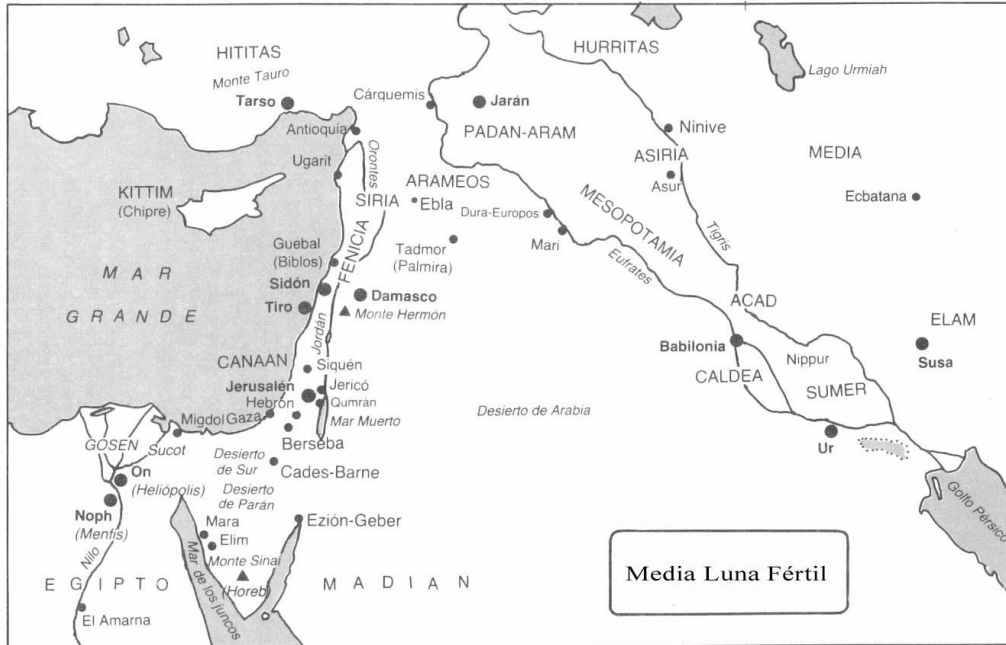 HITITAS
Monte Tauro
Tarso
HURRITAS
Lago Urmiah
Cárquemis
Jarán
Antioquía
PADAN-ARAM
Nínive
Ugarit
Orontes
ASIRIA
MEDIA
KITTIM
(Chipre)
SIRIA
ARAMEOS
Ebla
Asur
Ecbatana
Dura-Europos
Mari
MESOPOTAMIA
Tigris
Guebal
(Biblos)
FENICIA
Tadmor
(Palmira)
Eufrates
MAR
GRANDE
Sidón
Tiro
Damasco
Monte Hermón
ACAD
ELAM
Jordán
Babilonia
Nippur
Susa
CANAAN
Siquén
CALDEA
SUMER
Jerusalén
Jericó
Hebrón
Qumrán
Migdol
Gaza
Mar Muerto
Desierto de Arabia
GOSEN
Sucot
Berseba
Ur
Desierto
de Sur
Cades-Barne
On
(Heliópolis)
Desierto
de Parán
Golfo Pérsico
Noph
(Menfis)
Mara
Elim
Ezión-Geber
Nilo
Monte Sinai
(Horeb)
Mar de los juncos
EGIPTO
MADIAN
El Amarna
Media Luna Fértil